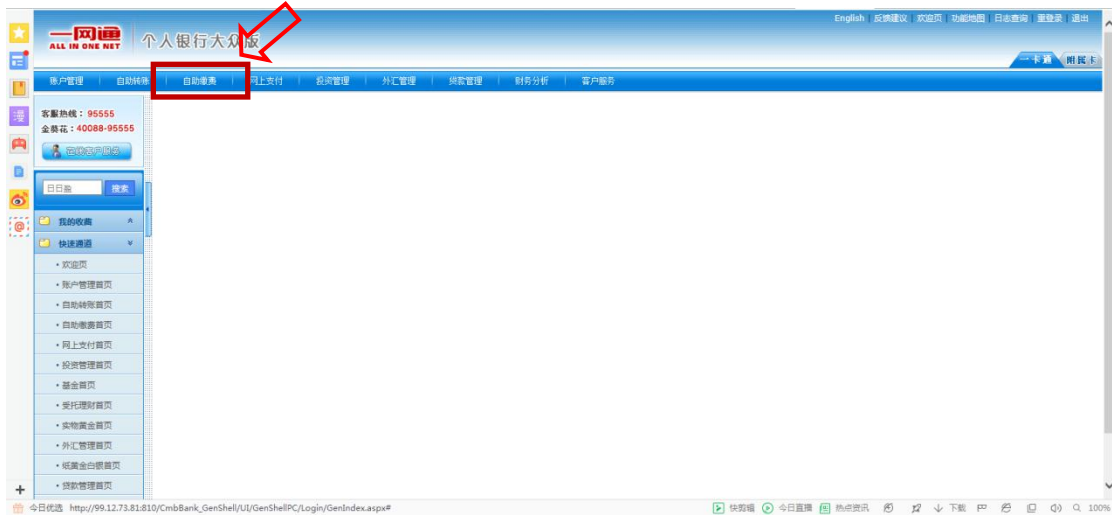 English | 反馈建议 | 欢迎页 | 功能地图 | 日志查询 | 重登录 | 退出
一网通
ALL IN ONE NET
个人银行大众版
一卡通
附属卡
账户管理 | 自助转账 | 自助缴费 | 网上支付 | 投资管理 | 外汇管理 | 贷款管理 | 财务分析 | 客户服务
客服热线：95555
金葵花：40088-95555
在线客户服务
日日盈
搜索
我的收藏
快速通道
• 欢迎页
• 账户管理首页
• 自助转账首页
• 自助缴费首页
• 网上支付首页
• 投资管理首页
• 基金首页
• 受托理财首页
• 实物黄金首页
• 外汇管理首页
• 纸黄金白银首页
• 贷款管理首页
今日优选 http://99.12.73.81:810/CmbBank_GenShell/UI/GenShellPC/Login/GenIndex.aspx#
快剪辑 今日直播 热点资讯 下载 100%